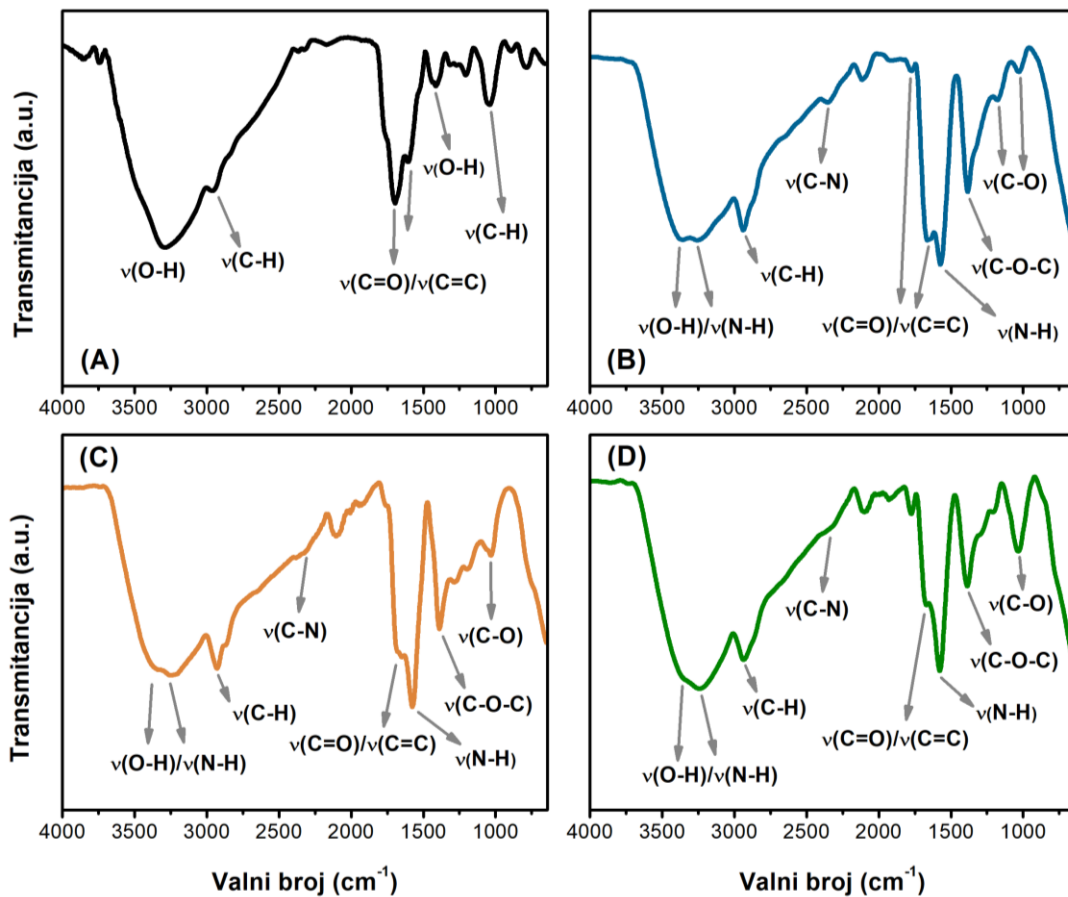 Transmitancija (a.u.)
ν(O-H)
ν(C-H)
ν(O-H)
ν(C-H)
ν(C=O)/ν(C=C)
(A)
4000 3500 3000 2500 2000 1500 1000
ν(C-N)
ν(C-O)
ν(C-H)
ν(C-O-C)
ν(O-H)/ν(N-H)
ν(C=O)/ν(C=C)
ν(N-H)
(B)
4000 3500 3000 2500 2000 1500 1000
Transmitancija (a.u.)
(C)
ν(C-N)
ν(C-O)
ν(C-H)
ν(C-O-C)
ν(C=O)/ν(C=C)
ν(O-H)/ν(N-H)
ν(N-H)
4000 3500 3000 2500 2000 1500 1000
Valni broj (cm⁻¹)
(D)
ν(C-N)
ν(C-O)
ν(C-O-C)
ν(C-H)
ν(N-H)
ν(C=O)/ν(C=C)
ν(O-H)/ν(N-H)
4000 3500 3000 2500 2000 1500 1000
Valni broj (cm⁻¹)